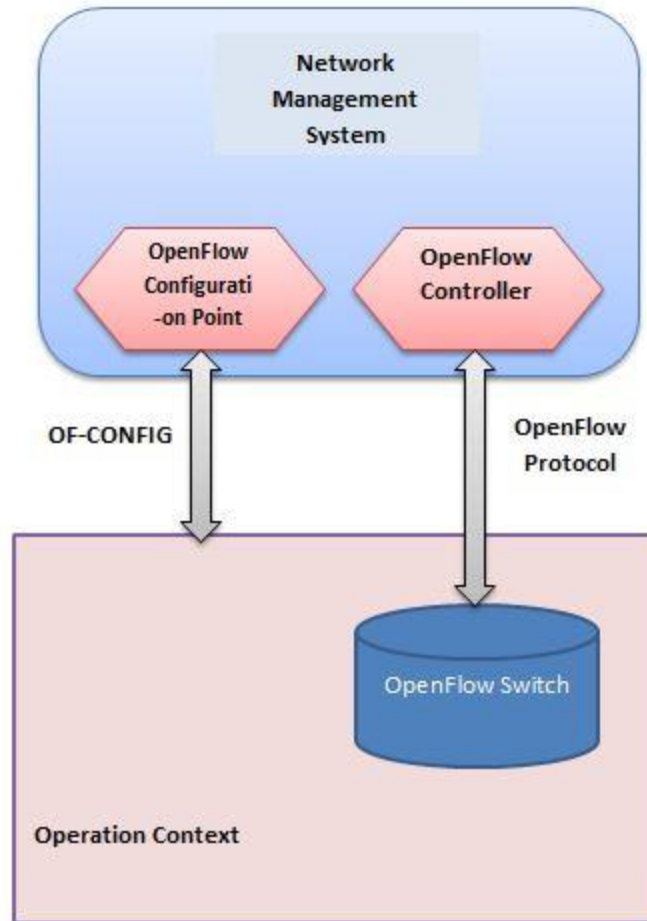 Network
Management
System
OpenFlow
Configurati
-on Point
OpenFlow
Controller
OF-CONFIG
OpenFlow
Protocol
OpenFlow Switch
Operation Context